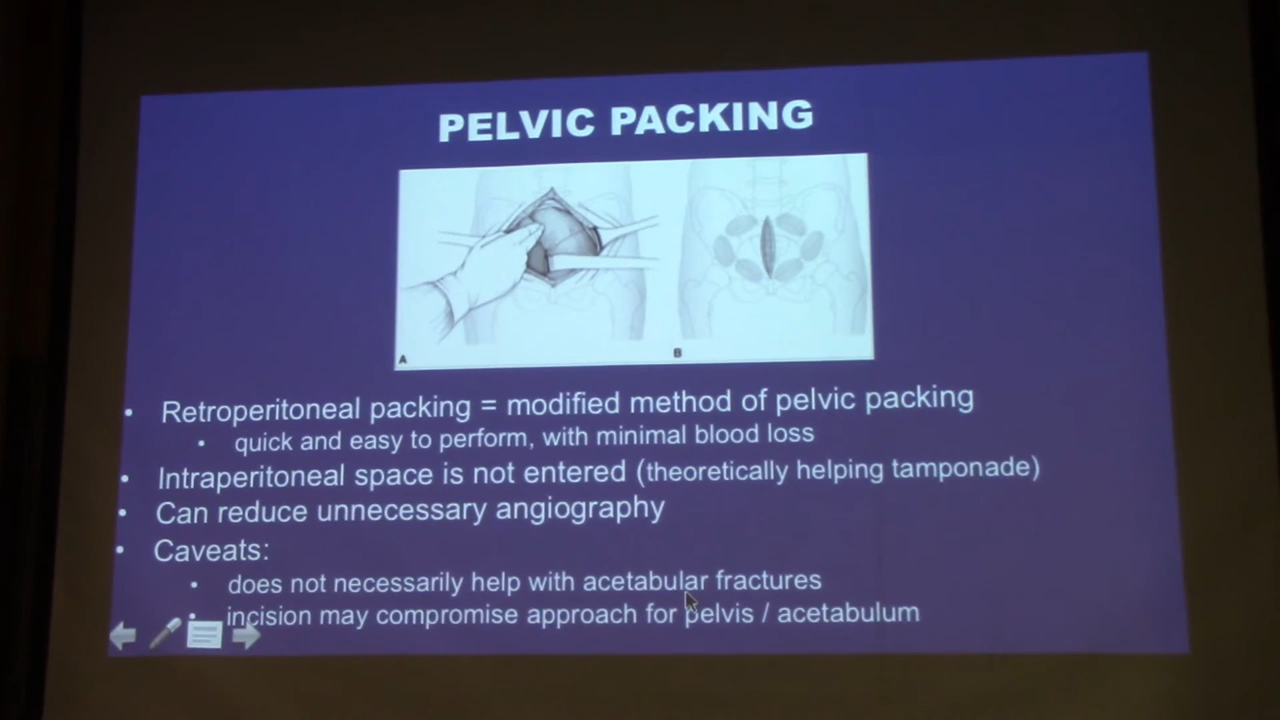 PELVIC PACKING
A
B
• Retroperitoneal packing = modified method of pelvic packing
• quick and easy to perform, with minimal blood loss
• Intraperitoneal space is not entered (theoretically helping tamponade)
• Can reduce unnecessary angiography
• Caveats:
• does not necessarily help with acetabular fractures
• incision may compromise approach for pelvis / acetabulum